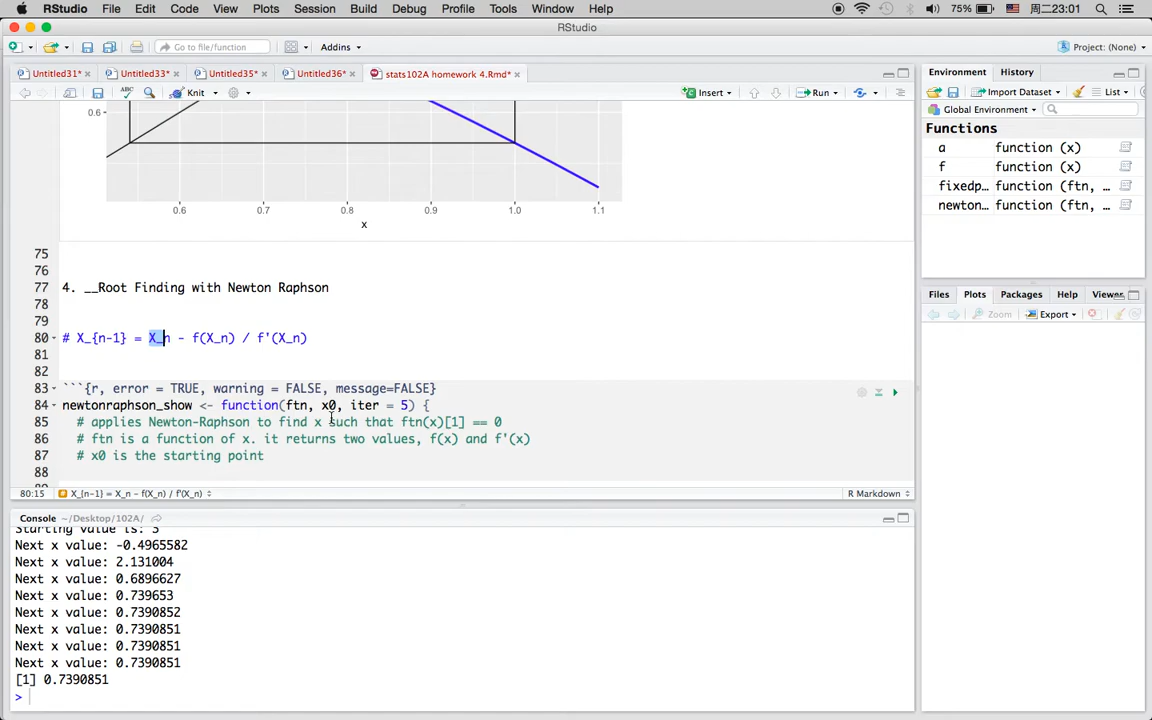 RStudio File Edit Code View Plots Session Build Debug Profile Tools Window Help 75% 周二23:01
RStudio
Go to file/function Addins Project: (None)
Untitled31* Untitled33* Untitled35* Untitled36* stats102A homework 4.Rmd*
Knit Insert Run
0.6
0.6 0.7 0.8 0.9 1.0 1.1
x
75
76
77 4. __Root Finding with Newton Raphson
78
79
80 # X_{n-1} = X_n - f(X_n) / f'(X_n)
81
82
83 ```{r, error = TRUE, warning = FALSE, message=FALSE}
84 newtonraphson_show <- function(ftn, x0, iter = 5) {
85 # applies Newton-Raphson to find x such that ftn(x)[1] == 0
86 # ftn is a function of x. it returns two values, f(x) and f'(x)
87 # x0 is the starting point
88
80:15 X_{n-1} = X_n - f(X_n) / f'(X_n) R Markdown
Console ~/Desktop/102A/
Starting value is: 3
Next x value: -0.4965582
Next x value: 2.131004
Next x value: 0.6896627
Next x value: 0.739653
Next x value: 0.7390852
Next x value: 0.7390851
Next x value: 0.7390851
Next x value: 0.7390851
[1] 0.7390851
>
Environment History
Import Dataset List
Global Environment
Functions
a function (x)
f function (x)
fixedp… function (ftn, …
newton… function (ftn, …
Files Plots Packages Help Viewer
Zoom Export